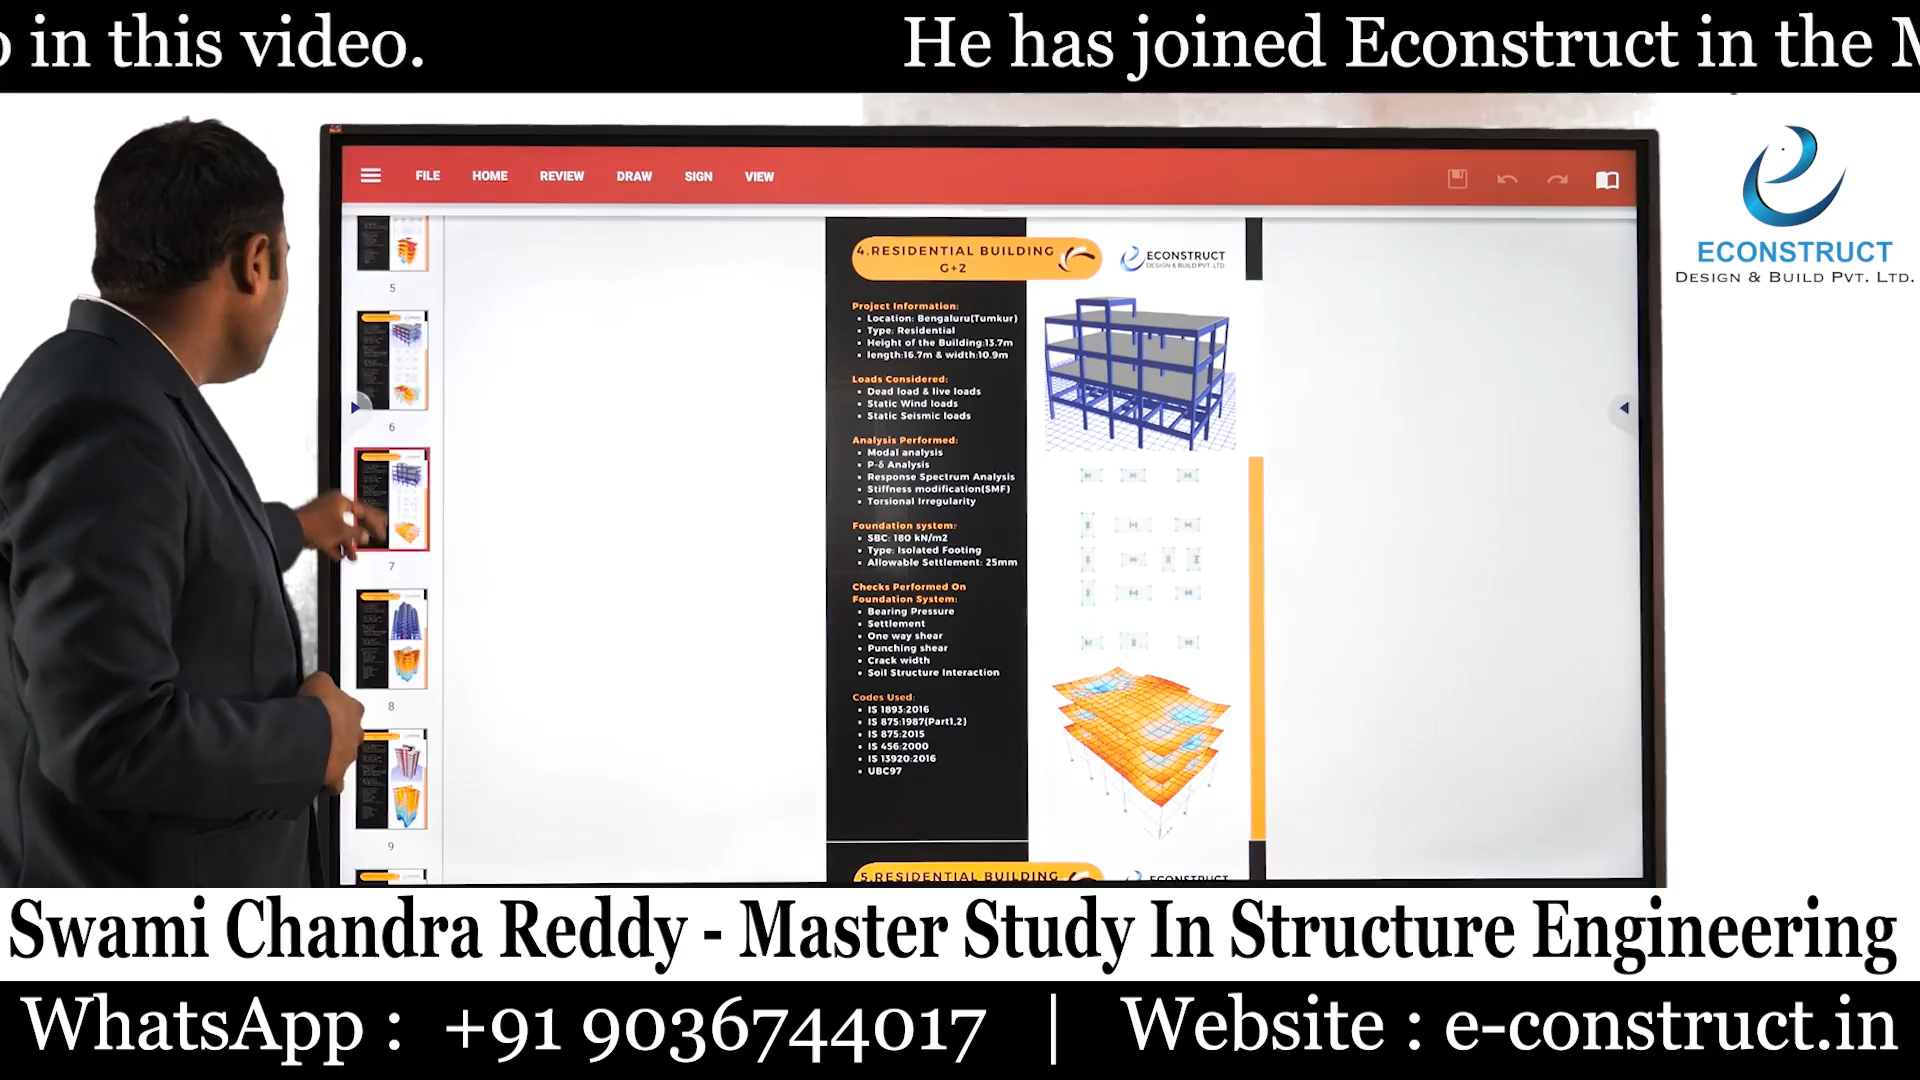 in this video.
He has joined Econstruct in the
ECONSTRUCT
DESIGN & BUILD PVT. LTD.
FILE HOME REVIEW DRAW SIGN VIEW
5
6
7
8
9
4.RESIDENTIAL BUILDING
G+2
ECONSTRUCT
DESIGN & BUILD PVT. LTD.
Project Information:
• Location: Bengaluru(Tumkur)
• Type: Residential
• Height of the Building:13.7m
• length:16.7m & width:10.9m
Loads Considered:
• Dead load & live loads
• Static Wind loads
• Static Seismic loads
Analysis Performed:
• Modal analysis
• P-δ Analysis
• Response Spectrum Analysis
• Stiffness modification(SMF)
• Torsional Irregularity
Foundation system:
• SBC: 180 kN/m2
• Type: Isolated Footing
• Allowable Settlement: 25mm
Checks Performed On
Foundation System:
• Bearing Pressure
• Settlement
• One way shear
• Punching shear
• Crack width
• Soil Structure Interaction
Codes Used:
• IS 1893:2016
• IS 875:1987(Part1,2)
• IS 875:2015
• IS 456:2000
• IS 13920:2016
• UBC97
5.RESIDENTIAL BUILDING
ECONSTRUCT
Swami Chandra Reddy - Master Study In Structure Engineering
WhatsApp : +91 9036744017 | Website : e-construct.in